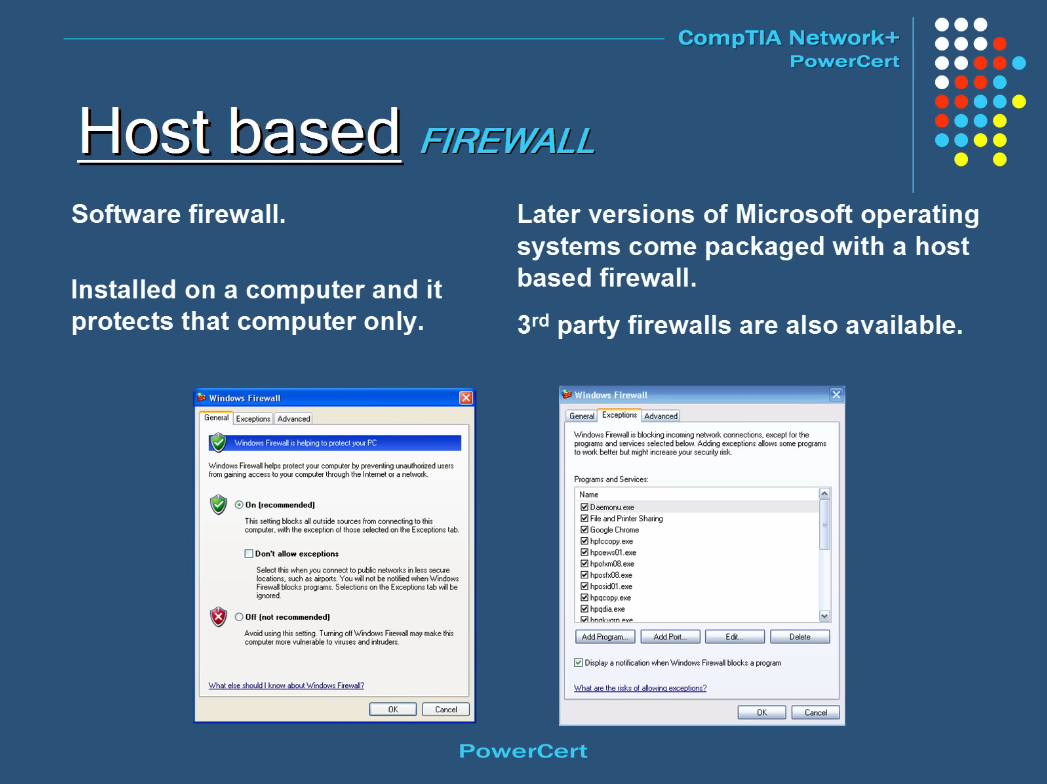 CompTIA Network+
PowerCert
Host based FIREWALL
Software firewall.
Installed on a computer and it
protects that computer only.
Later versions of Microsoft operating
systems come packaged with a host
based firewall.
3rd party firewalls are also available.
Windows Firewall
General Exceptions Advanced
Windows Firewall is helping to protect your PC
Windows Firewall helps protect your computer by preventing unauthorized users
from gaining access to your computer through the Internet or a network.
On (recommended)
This setting blocks all outside sources from connecting to this
computer, with the exception of those selected on the Exceptions tab.
Don't allow exceptions
Select this when you connect to public networks in less secure
locations, such as airports. You will not be notified when Windows
Firewall blocks programs. Selections on the Exceptions tab will be
ignored.
Off (not recommended)
Avoid using this setting. Turning off Windows Firewall may make this
computer more vulnerable to viruses and intruders.
What else should I know about Windows Firewall?
OK Cancel
Windows Firewall
General Exceptions Advanced
Windows Firewall is blocking incoming network connections, except for the
programs and services selected below. Adding exceptions allows some programs
to work better but might increase your security risk.
Programs and Services:
Name
Daemonu.exe
File and Printer Sharing
Google Chrome
hpfccopy.exe
hpoews01.exe
hpofxm08.exe
hposfx08.exe
hposid01.exe
hpqcopy.exe
hpqdia.exe
Add Program... Add Port... Edit... Delete
Display a notification when Windows Firewall blocks a program
What are the risks of allowing exceptions?
OK Cancel
PowerCert